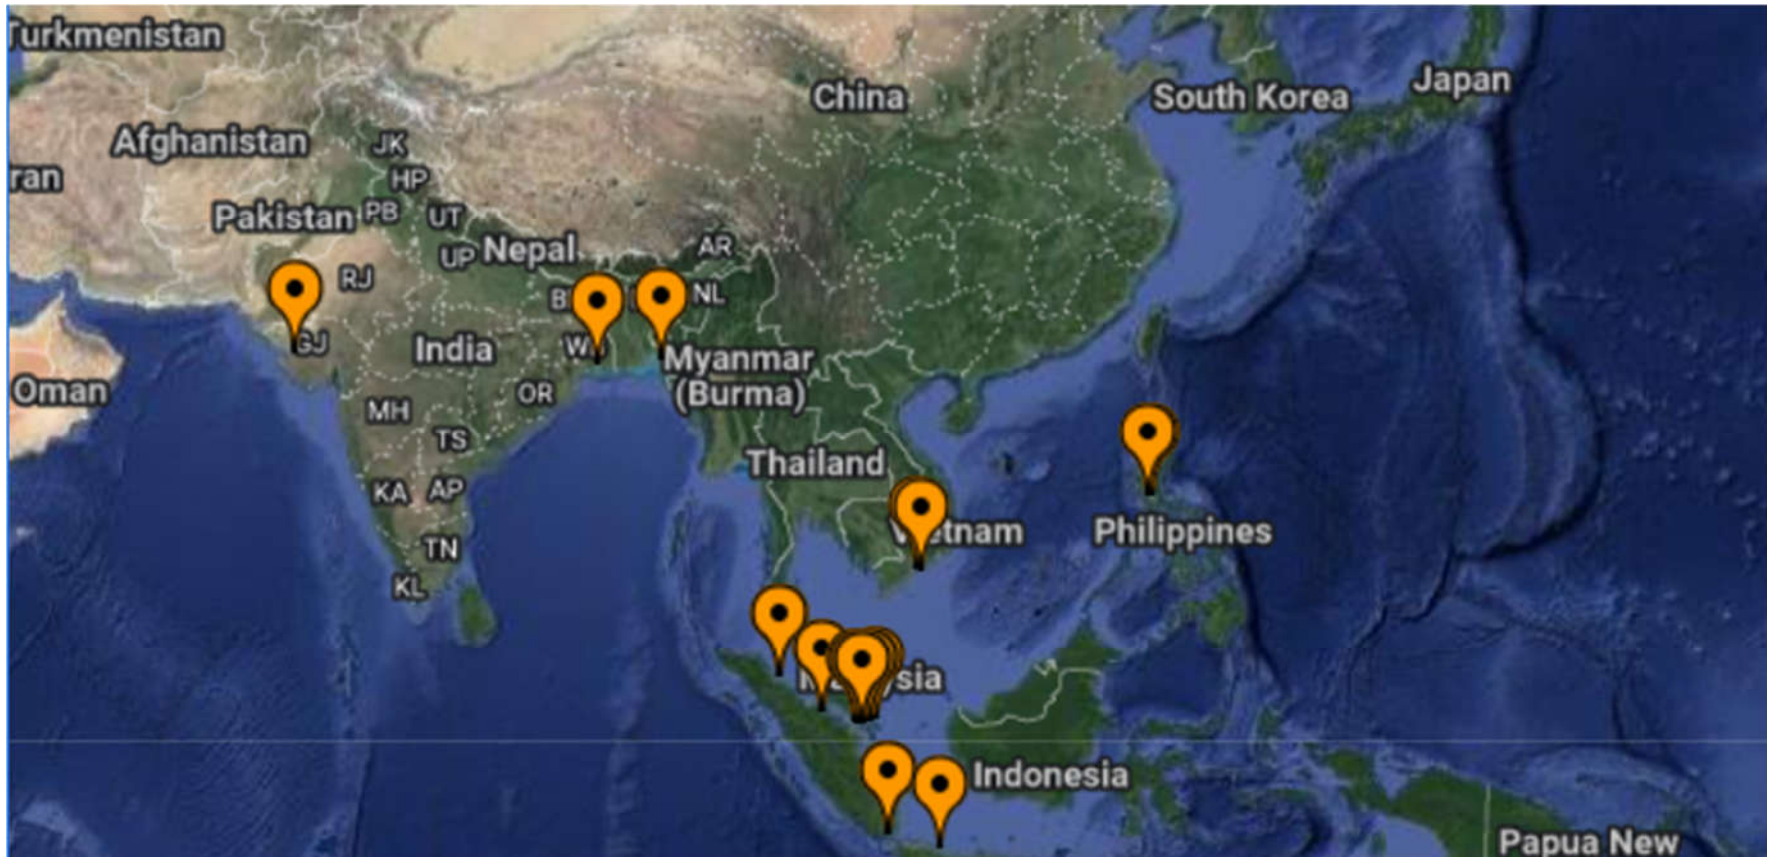 Turkmenistan
China
South Korea
Japan
Afghanistan
JK
HP
ran
Pakistan
PB
UT
UP
Nepal
AR
RJ
NL
GJ
India
Myanmar
(Burma)
Oman
MH
OR
TS
Thailand
KA
AP
Philippines
TN
KL
Indonesia
Papua New